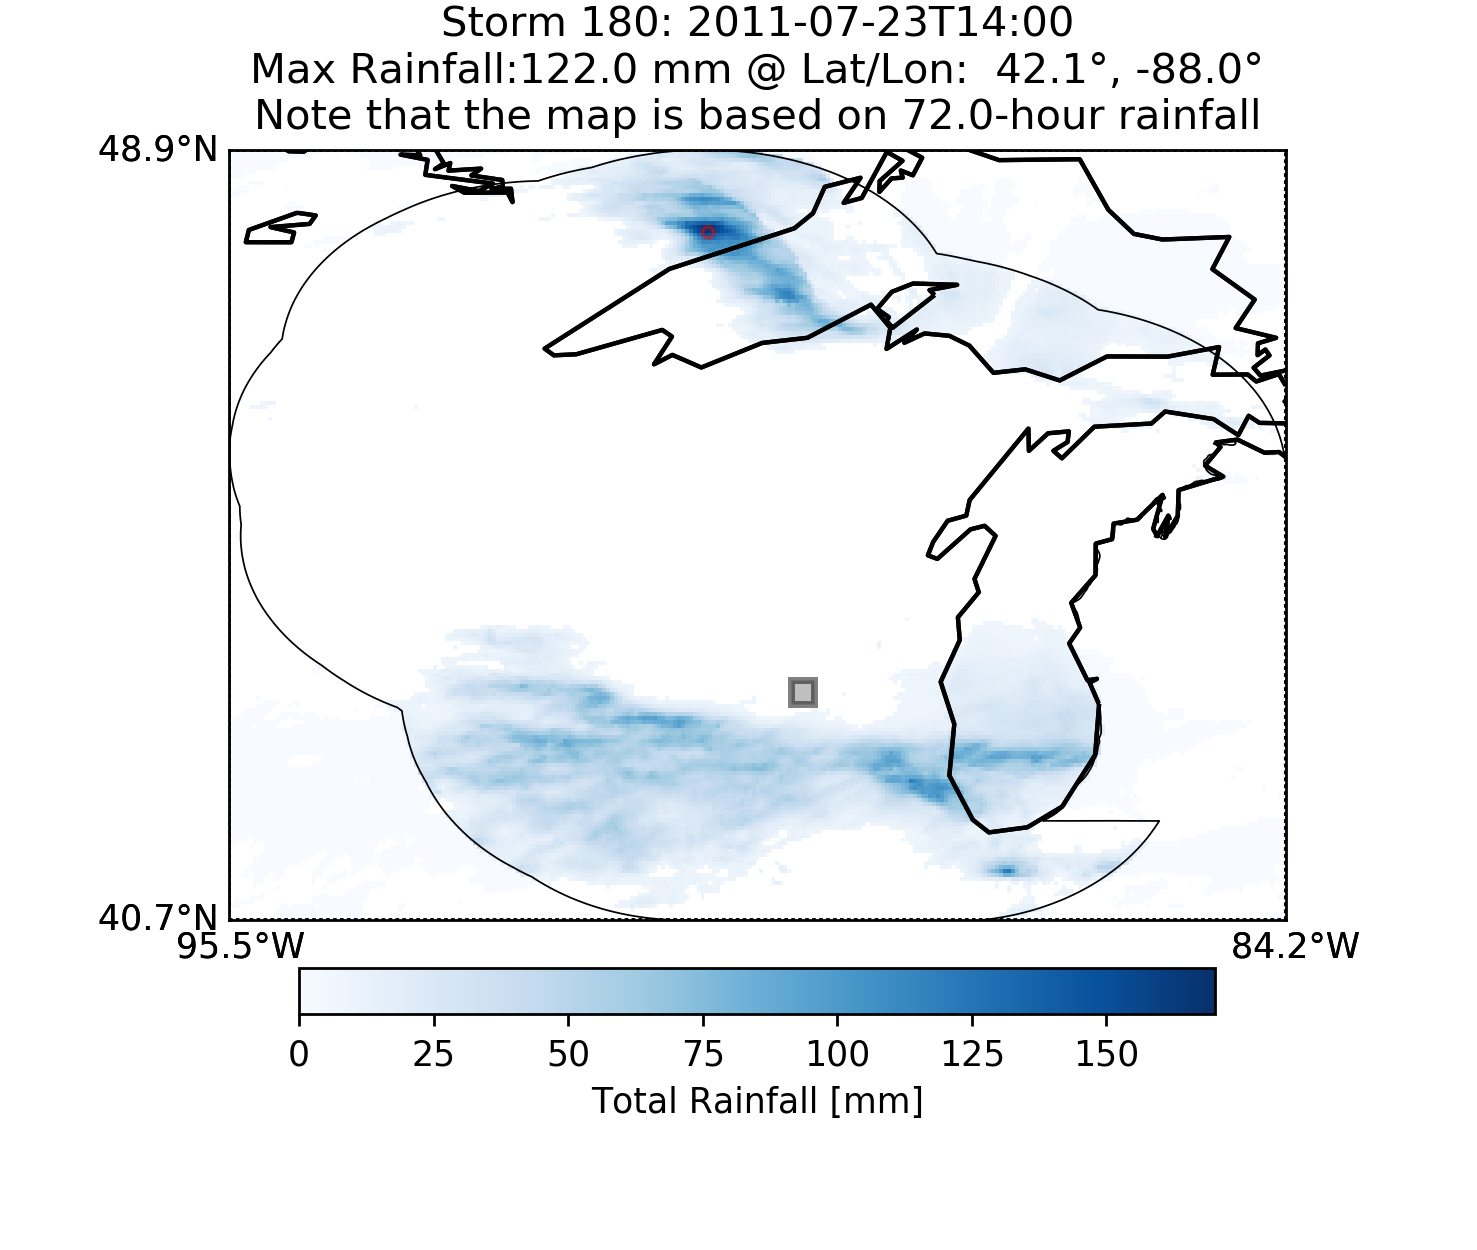 Storm 180: 2011-07-23T14:00
Max Rainfall:122.0 mm @ Lat/Lon:  42.1°, -88.0°
Note that the map is based on 72.0-hour rainfall
48.9°N
40.7°N
95.5°W 84.2°W
0 25 50 75 100 125 150
Total Rainfall [mm]